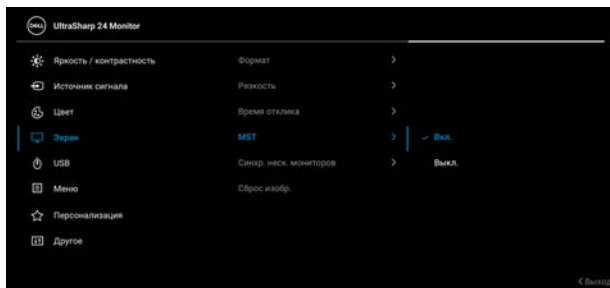 DELL UltraSharp 24 Monitor
Яркость / контрастность
Формат
Источник сигнала
Резкость
Цвет
Время отклика
Экран
MST
Вкл.
USB
Синхр. неск. мониторов
Выкл.
Меню
Сброс изобр.
Персонализация
Другое
Выход